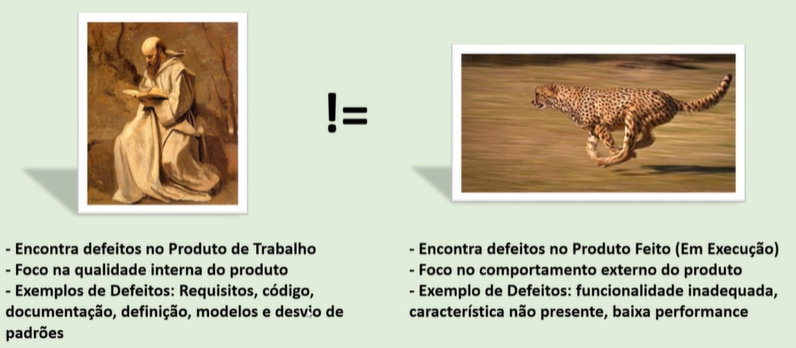 !=
- Encontra defeitos no Produto de Trabalho
- Foco na qualidade interna do produto
- Exemplos de Defeitos: Requisitos, código,
documentação, definição, modelos e desvio de
padrões
- Encontra defeitos no Produto Feito (Em Execução)
- Foco no comportamento externo do produto
- Exemplo de Defeitos: funcionalidade inadequada,
característica não presente, baixa performance